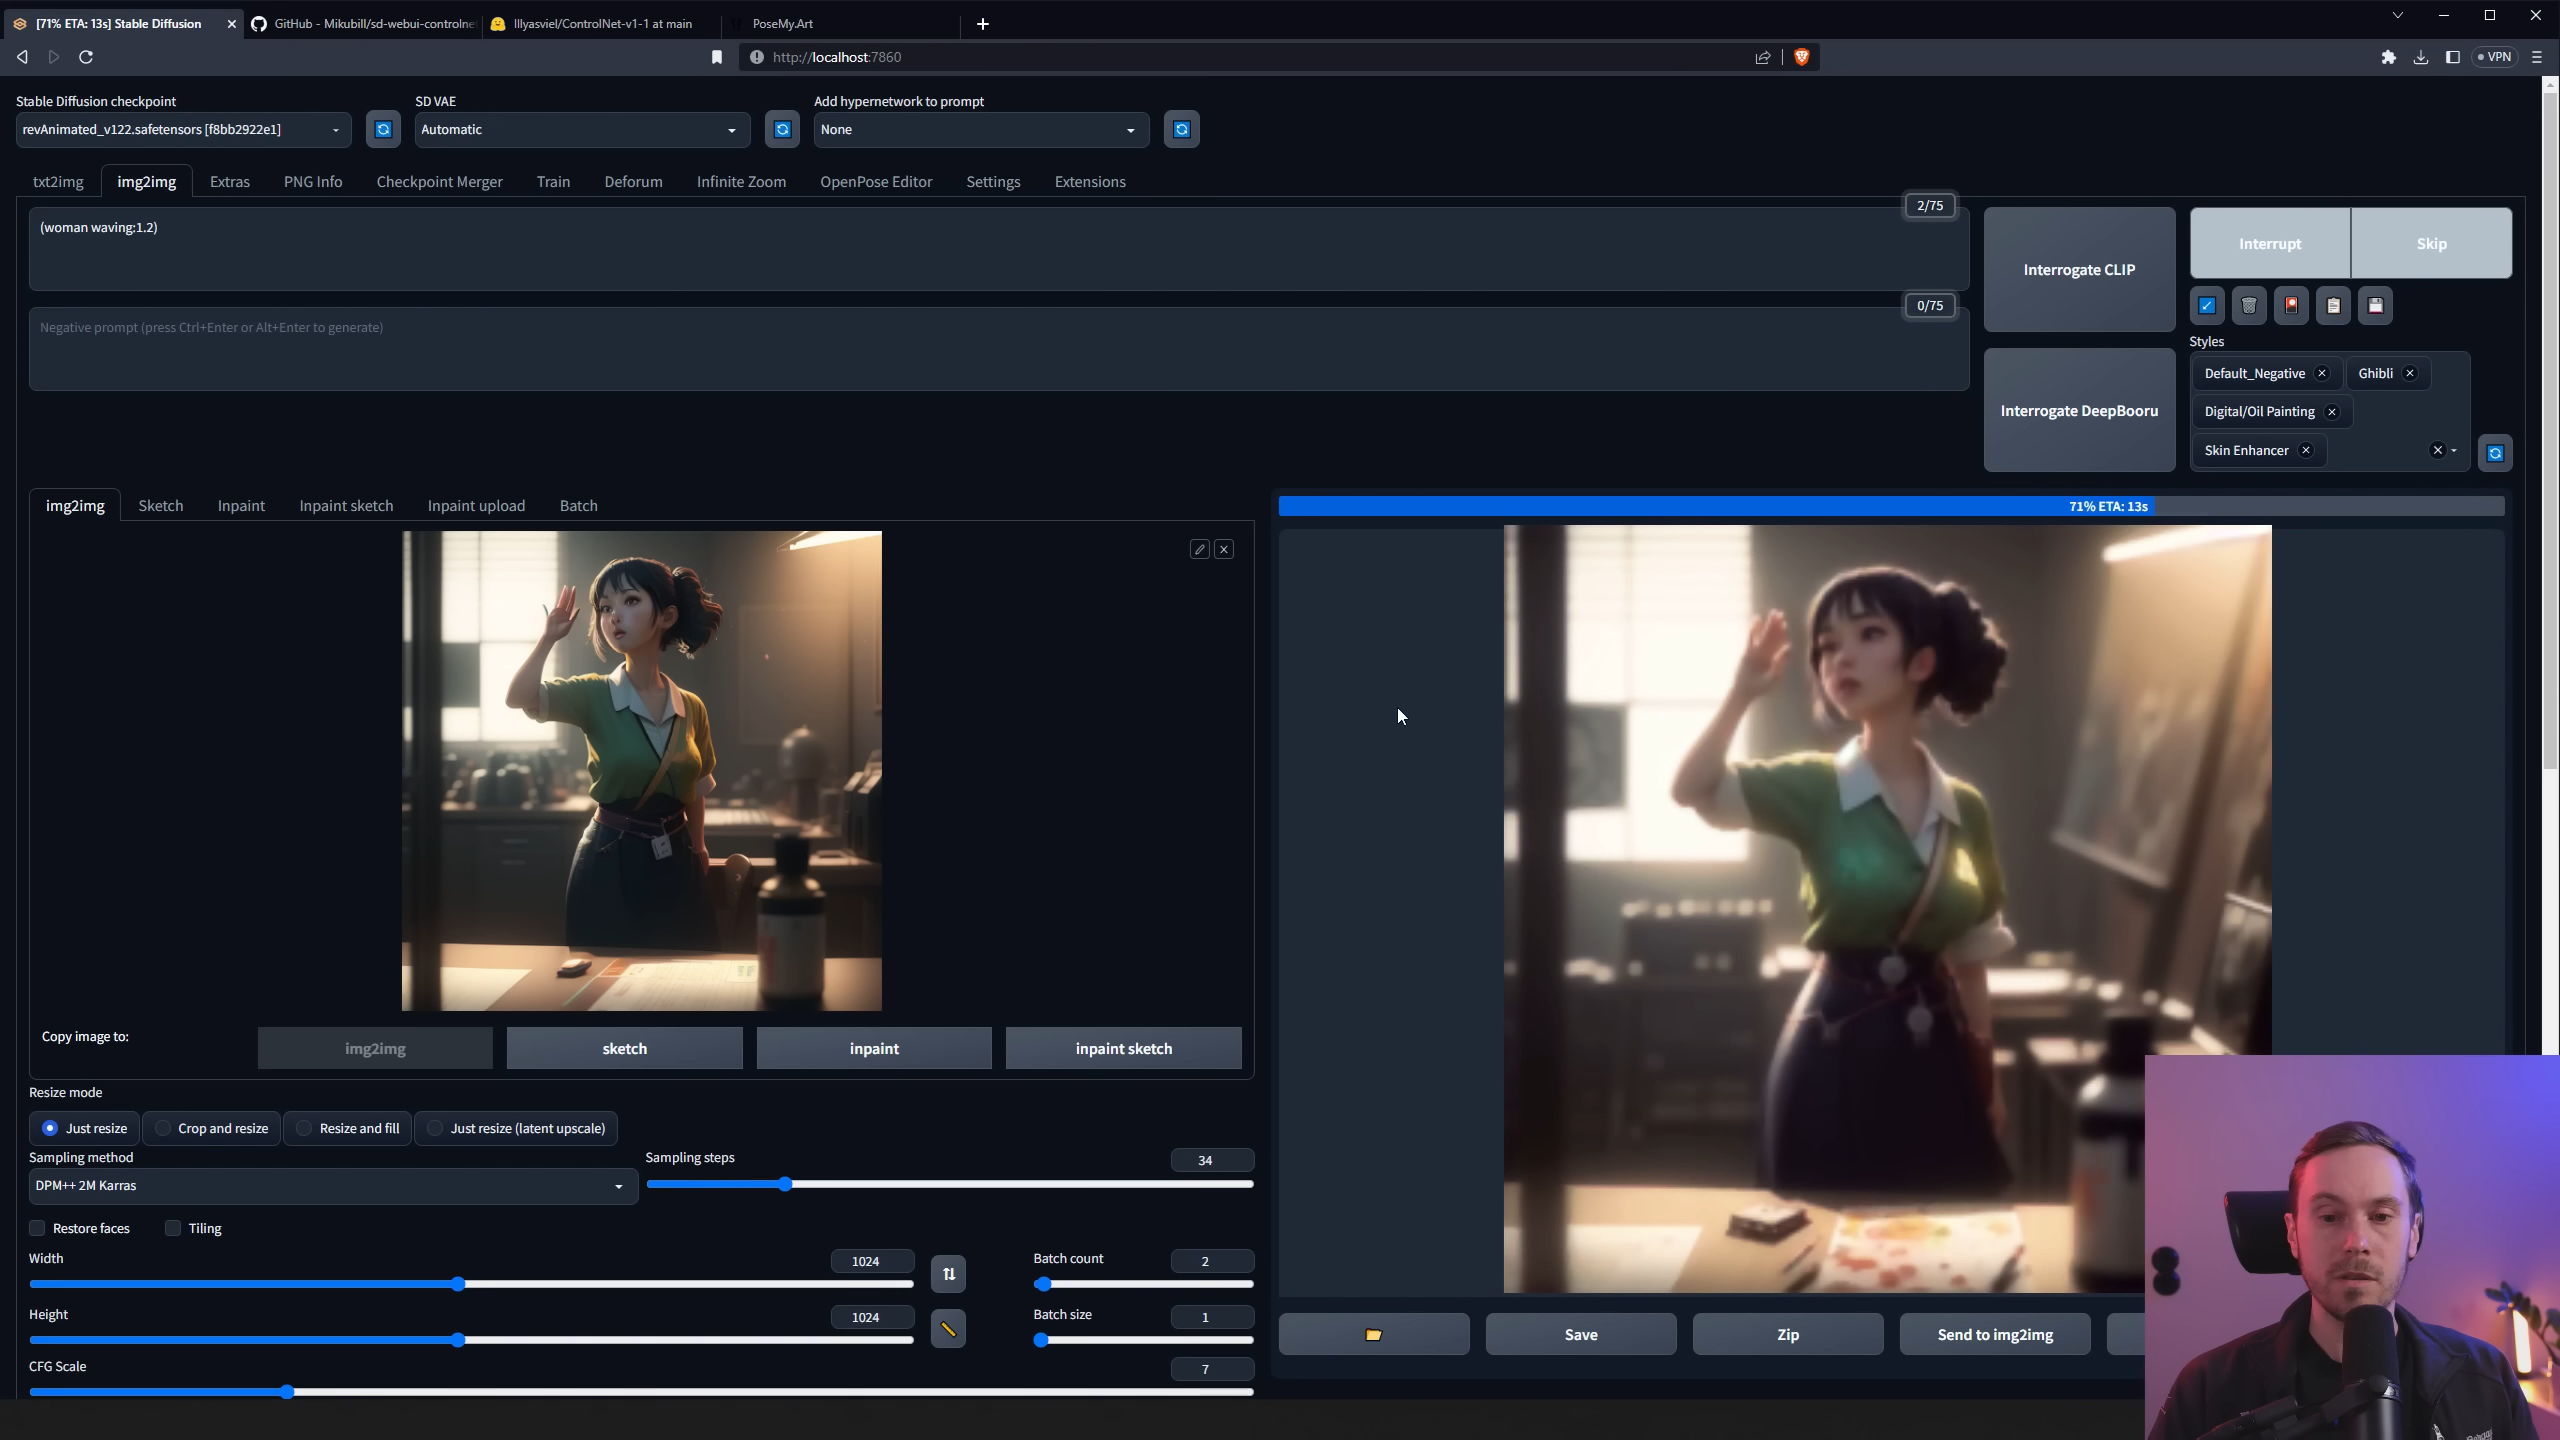 [71% ETA: 13s] Stable Diffusion
GitHub - Mikubill/sd-webui-controlne
lllyasviel/ControlNet-v1-1 at main
PoseMy.Art
http://localhost:7860
VPN
Stable Diffusion checkpoint
SD VAE
Add hypernetwork to prompt
revAnimated_v122.safetensors [f8bb2922e1]
Automatic
None
txt2img
img2img
Extras
PNG Info
Checkpoint Merger
Train
Deforum
Infinite Zoom
OpenPose Editor
Settings
Extensions
2/75
(woman waving:1.2)
Interrogate CLIP
Interrupt
Skip
0/75
Negative prompt (press Ctrl+Enter or Alt+Enter to generate)
Styles
Default_Negative
Ghibli
Interrogate DeepBooru
Digital/Oil Painting
Skin Enhancer
img2img
Sketch
Inpaint
Inpaint sketch
Inpaint upload
Batch
71% ETA: 13s
Copy image to:
img2img
sketch
inpaint
inpaint sketch
Resize mode
Just resize
Crop and resize
Resize and fill
Just resize (latent upscale)
Sampling method
Sampling steps
34
DPM++ 2M Karras
Restore faces
Tiling
Width
1024
Batch count
2
Height
1024
Batch size
1
Save
Zip
Send to img2img
CFG Scale
7